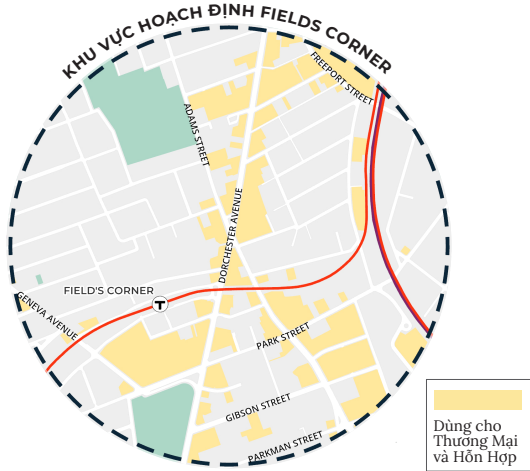 KHU VỰC HOẠCH ĐỊNH FIELDS CORNER
FREEPORT STREET
ADAMS STREET
DORCHESTER AVENUE
FIELD'S CORNER
T
GENEVA AVENUE
PARK STREET
GIBSON STREET
PARKMAN STREET
Dùng cho
Thương Mại
và Hỗn Hợp